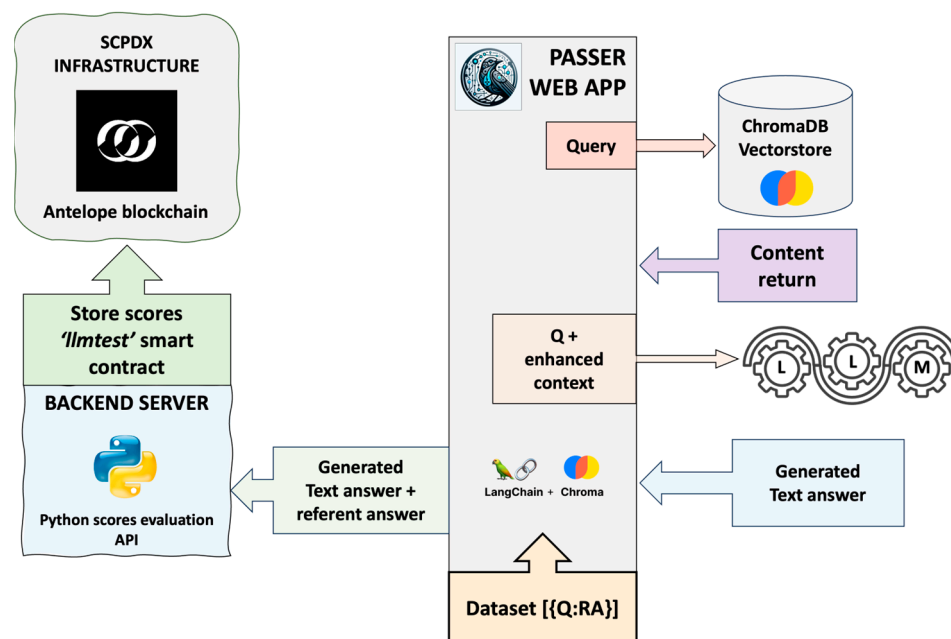 SCPDX
INFRASTRUCTURE
Antelope blockchain
Store scores
‘llmtest’ smart
contract
BACKEND SERVER
Python scores evaluation
API
Generated
Text answer +
referent answer
PASSER
WEB APP
Query
Q +
enhanced
context
LangChain + Chroma
Dataset [{Q:RA}]
ChromaDB
Vectorstore
Content
return
L L M
Generated
Text answer